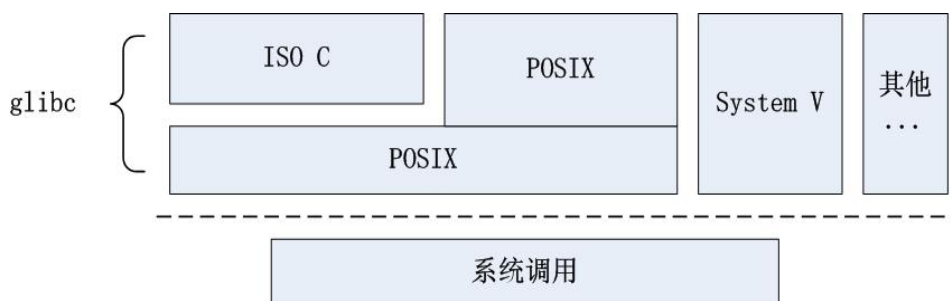 ISO C
POSIX
glibc
System V
其他
...
POSIX
系统调用